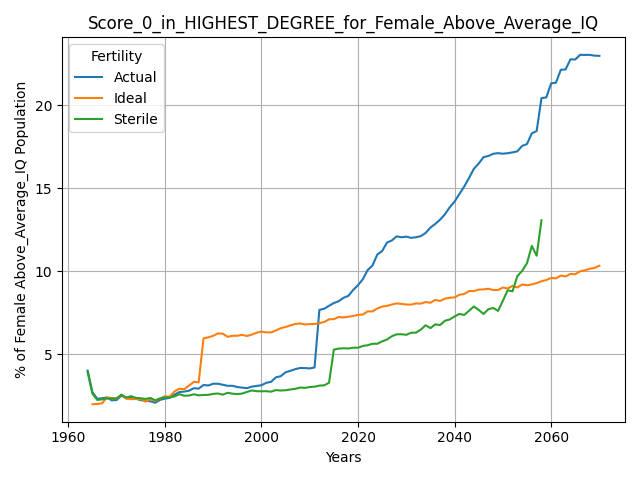 Score_0_in_HIGHEST_DEGREE_for_Female_Above_Average_IQ
Fertility
Actual
Ideal
Sterile
% of Female Above_Average_IQ Population
20
15
10
5
1960
1980
2000
2020
2040
2060
Years